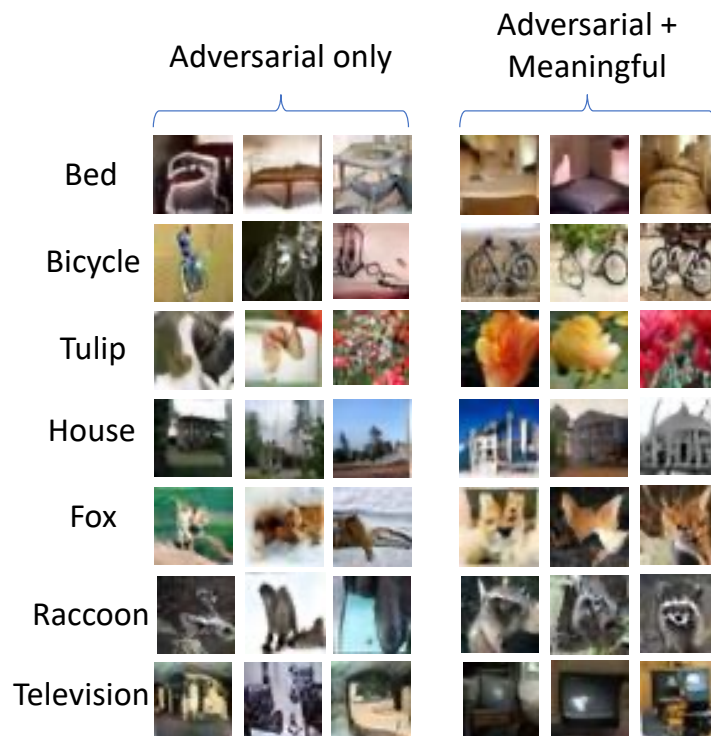 Adversarial only
Adversarial +
Meaningful
Bed
Bicycle
Tulip
House
Fox
Raccoon
Television